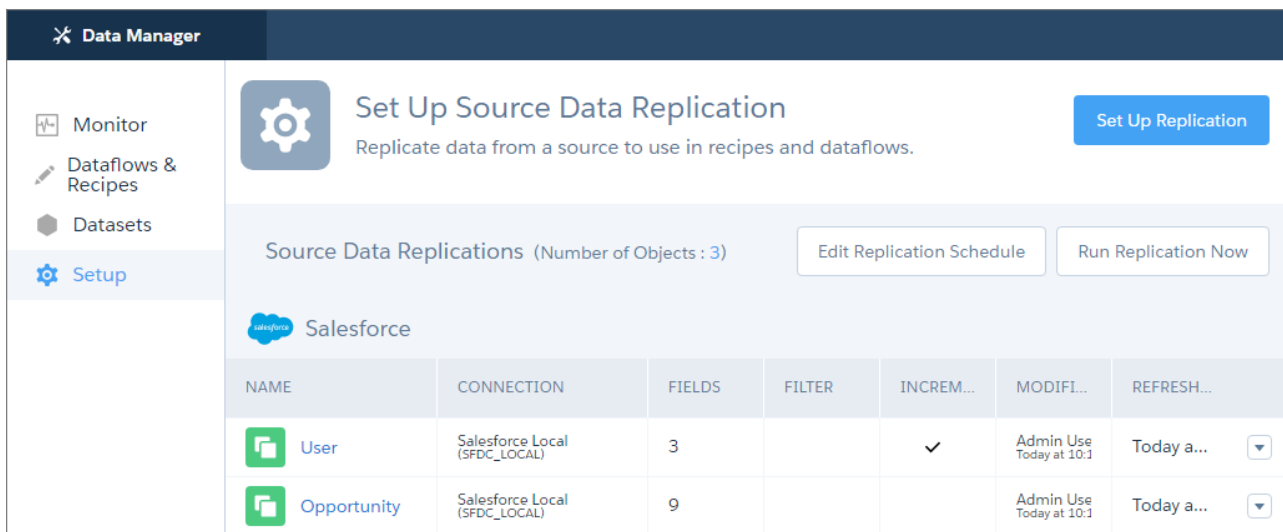 Data Manager
Monitor
Dataflows &
Recipes
Datasets
Setup
Set Up Source Data Replication
Replicate data from a source to use in recipes and dataflows.
Set Up Replication
Source Data Replications (Number of Objects : 3)
Edit Replication Schedule
Run Replication Now
salesforce
Salesforce
NAME CONNECTION FIELDS FILTER INCREM... MODIFI... REFRESH...
User Salesforce Local 3 Admin Use Today a...
(SFDC_LOCAL) Today at 10:1
Opportunity Salesforce Local 9 Admin Use Today a...
(SFDC_LOCAL) Today at 10:1